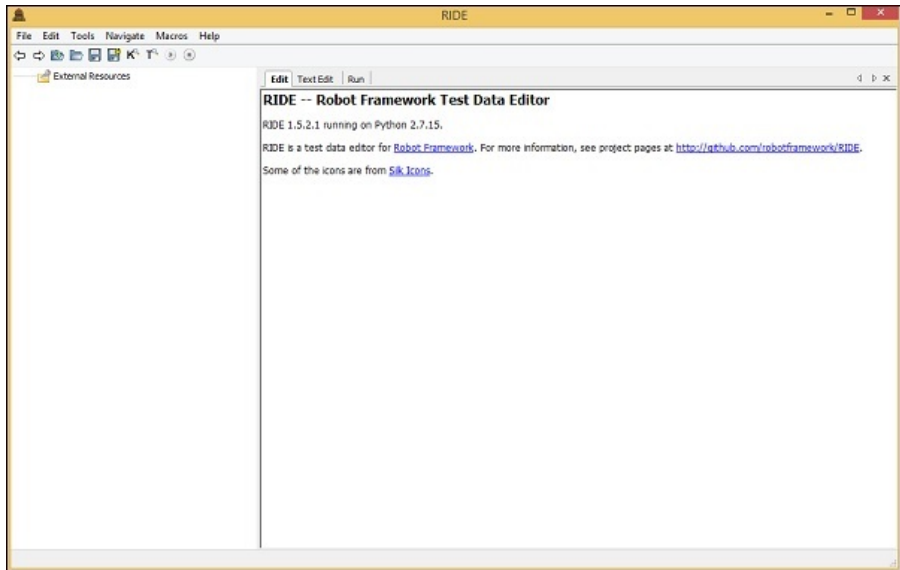 RIDE
File Edit Tools Navigate Macros Help
External Resources
Edit TextEdit Run
RIDE -- Robot Framework Test Data Editor
RIDE 1.5.2.1 running on Python 2.7.15.
RIDE is a test data editor for Robot Framework. For more information, see project pages at http://github.com/robotframework/RIDE.
Some of the icons are from Silk Icons.